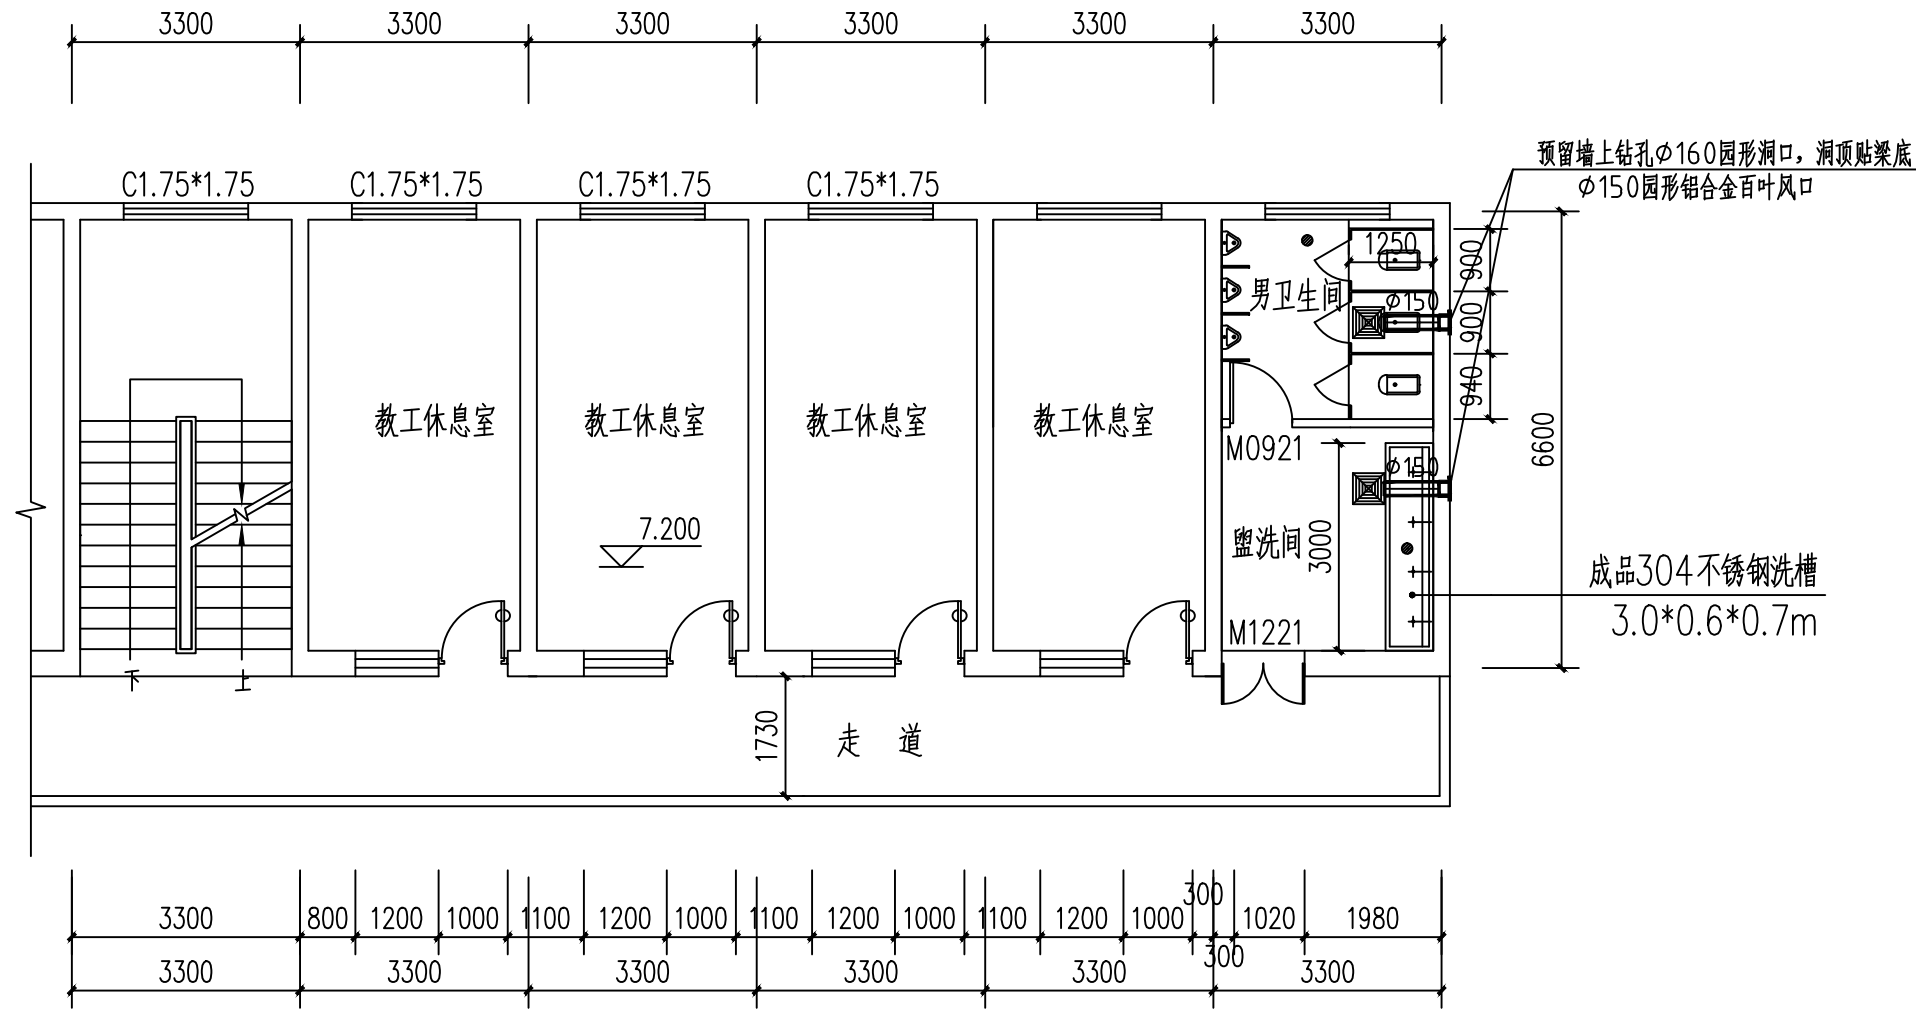 3300 3300 3300 3300 3300 3300
预留墙上钻孔Φ160园形洞口，洞顶贴梁底
Φ150园形铝合金百叶风口
C1.75*1.75 C1.75*1.75 C1.75*1.75 C1.75*1.75
1250
900
男卫生间
Φ150
900
940
教工休息室 教工休息室 教工休息室 教工休息室
M0921
6600
Φ150
7.200
盥洗间
3000
成品304不锈钢洗槽
3.0*0.6*0.7m
M1221
下 上
1730
走 道
300
3300 800 1200 1000 1100 1200 1000 1100 1200 1000 1100 1200 1000 1020 1980
300
3300 3300 3300 3300 3300 3300